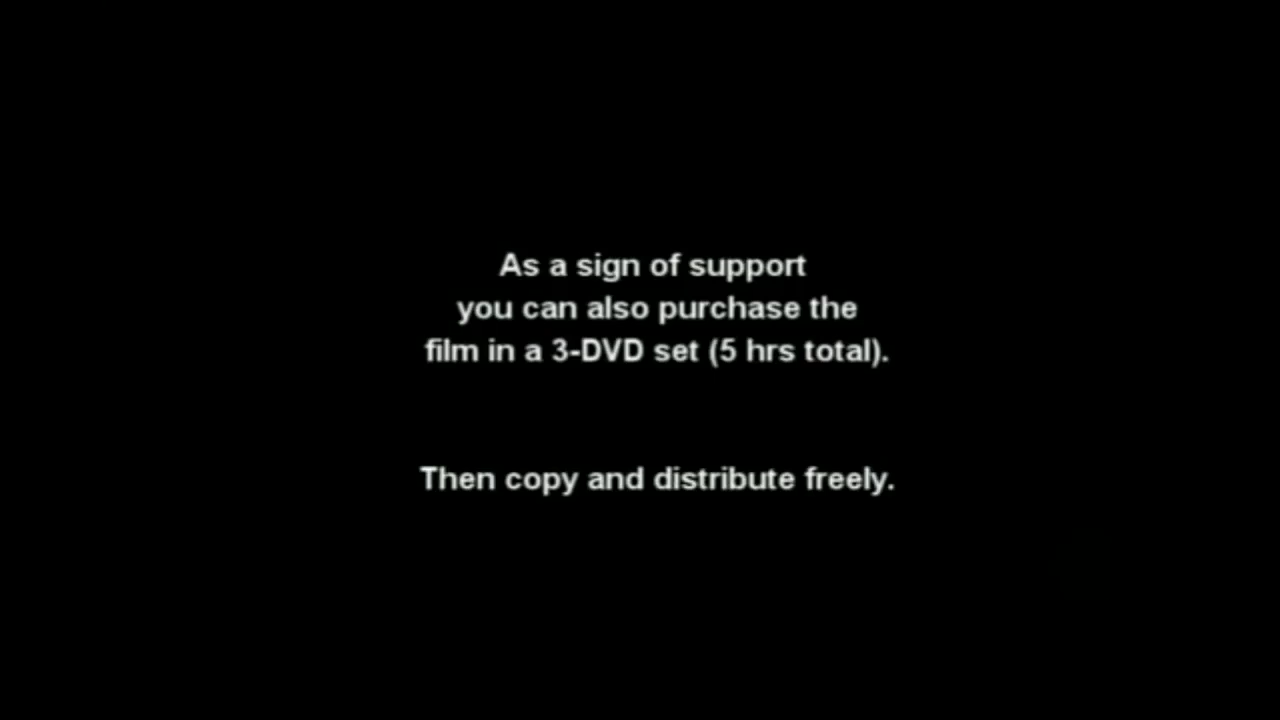 As a sign of support
you can also purchase the
film in a 3-DVD set (5 hrs total).
Then copy and distribute freely.